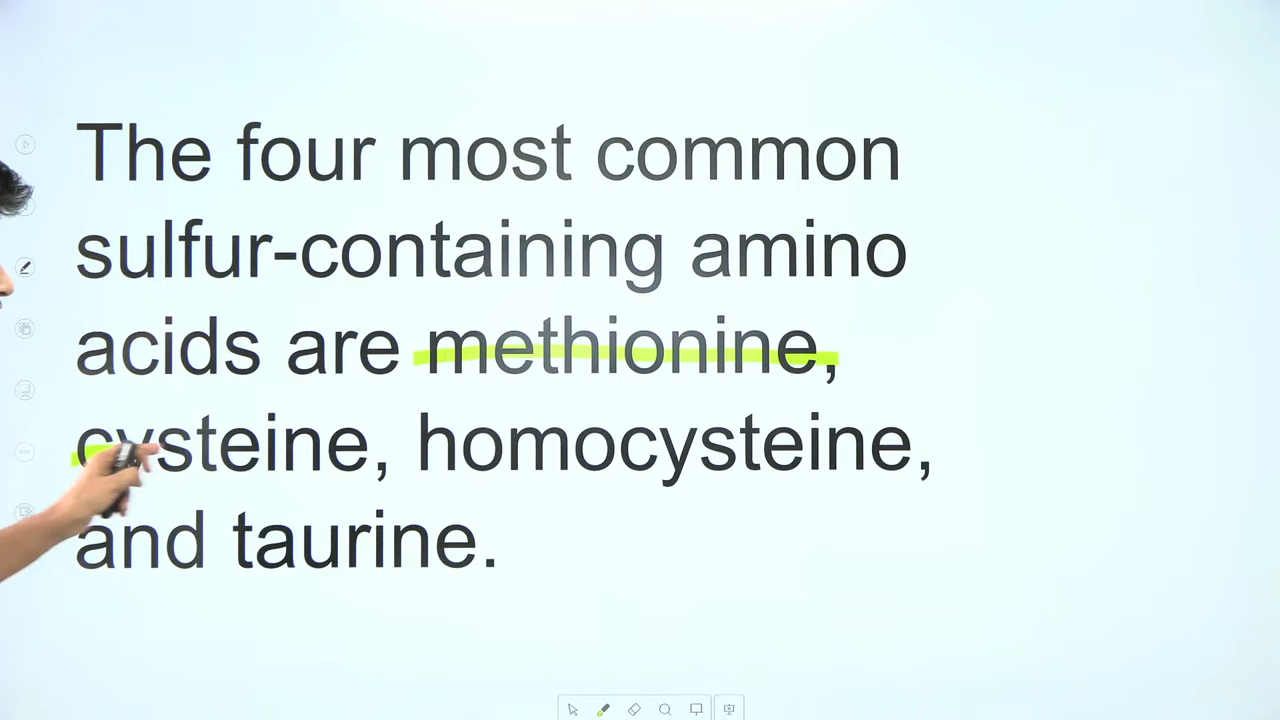 The four most common
sulfur-containing amino
acids are methionine,
cysteine, homocysteine,
and taurine.